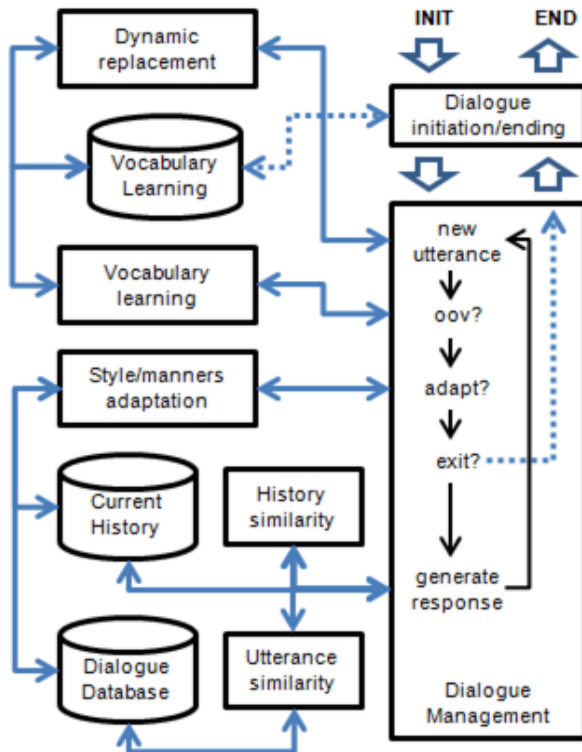 INIT
END
Dynamic
replacement
Dialogue
initiation/ending
Vocabulary
Learning
new
utterance
Vocabulary
learning
oov?
Style/manners
adaptation
adapt?
exit?
Current
History
History
similarity
generate
response
Dialogue
Database
Utterance
similarity
Dialogue
Management